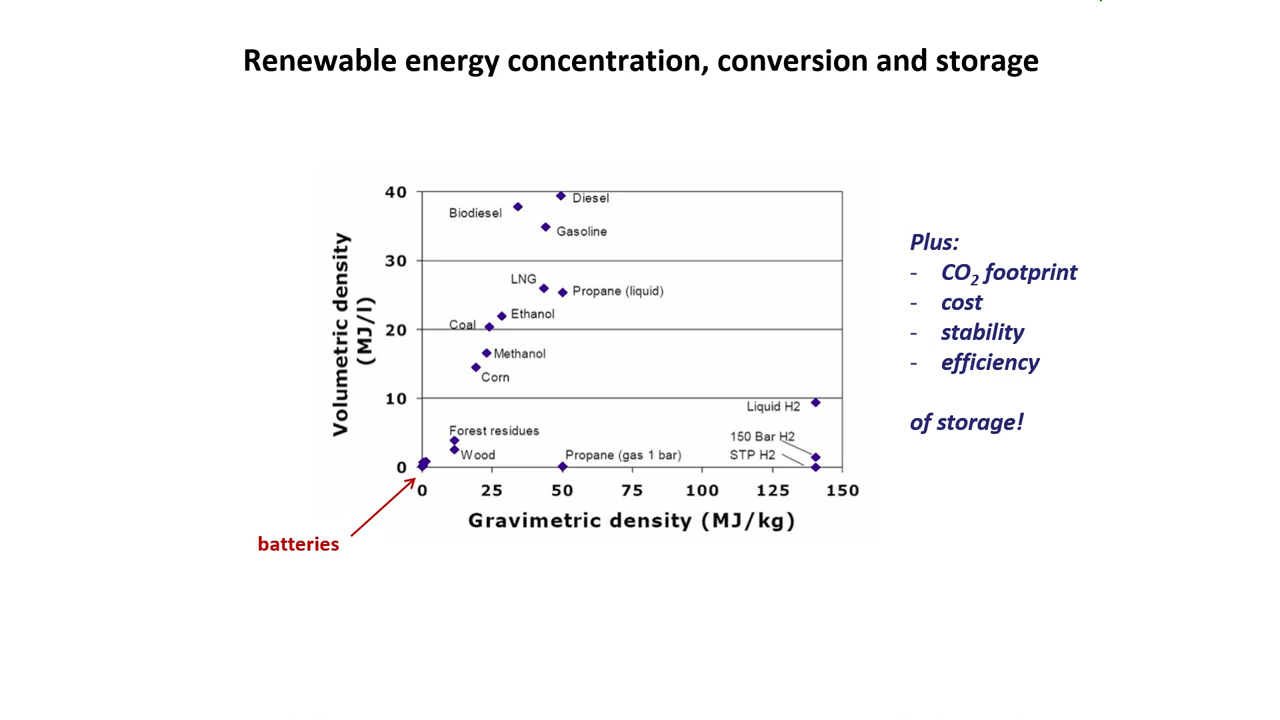 Renewable energy concentration, conversion and storage
Volumetric density
(MJ/l)
40
30
20
10
0
Diesel
Biodiesel
Gasoline
LNG
Propane (liquid)
Ethanol
Coal
Methanol
Corn
Liquid H2
Forest residues
150 Bar H2
Wood
Propane (gas 1 bar)
STP H2
0 25 50 75 100 125 150
Gravimetric density (MJ/kg)
batteries
Plus:
- CO₂ footprint
- cost
- stability
- efficiency
of storage!